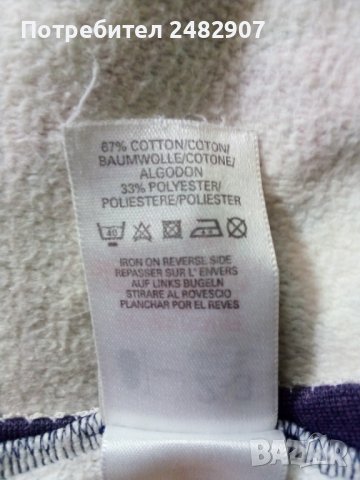 Потребител 2482907
67% COTTON/COTON/
BAUMWOLLE/COTONE/
ALGODON
33% POLYESTER/
POLIESTERE/POLIESTER
40
IRON ON REVERSE SIDE
REPASSER SUR L' ENVERS
AUF LINKS BUGELN
STIRARE AL ROVESCIO
PLANCHAR POR EL REVES
BAZAR